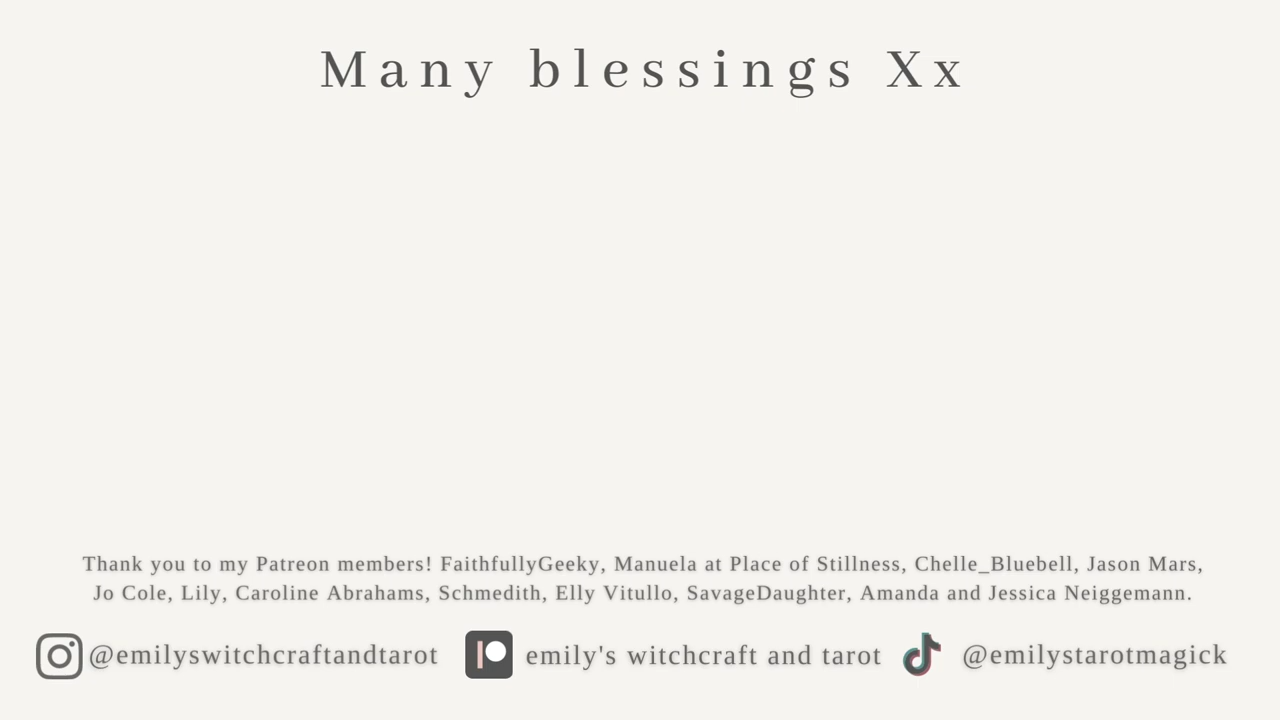 Many blessings Xx
Thank you to my Patreon members! FaithfullyGeeky, Manuela at Place of Stillness, Chelle_Bluebell, Jason Mars,
Jo Cole, Lily, Caroline Abrahams, Schmedith, Elly Vitullo, SavageDaughter, Amanda and Jessica Neiggemann.
@emilyswitchcraftandtarot emily's witchcraft and tarot @emilystarotmagick